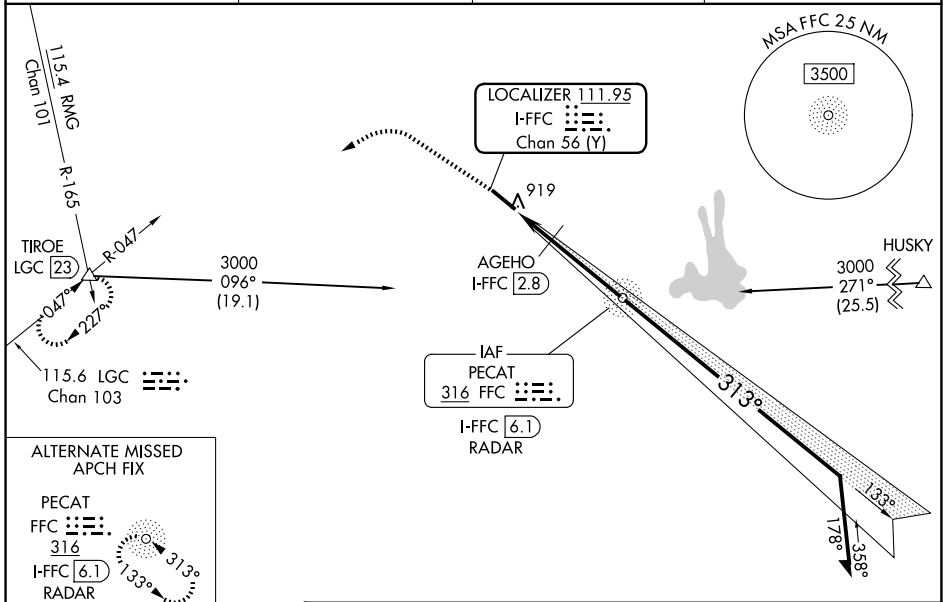 115.4 RMG
Chan 101
R-165
TIROE
LGC 23
R-047
047°
227°
115.6 LGC
Chan 103
3000
096°
(19.1)
LOCALIZER 111.95
I-FFC
Chan 56 (Y)
919
AGEHO
I-FFC 2.8
IAF
PECAT
316 FFC
I-FFC 6.1
RADAR
313°
133°
178°
358°
MSA FFC 25 NM
3500
HUSKY
3000
271°
(25.5)
ALTERNATE MISSED
APCH FIX
PECAT
FFC
316
I-FFC 6.1
RADAR
313°
133°